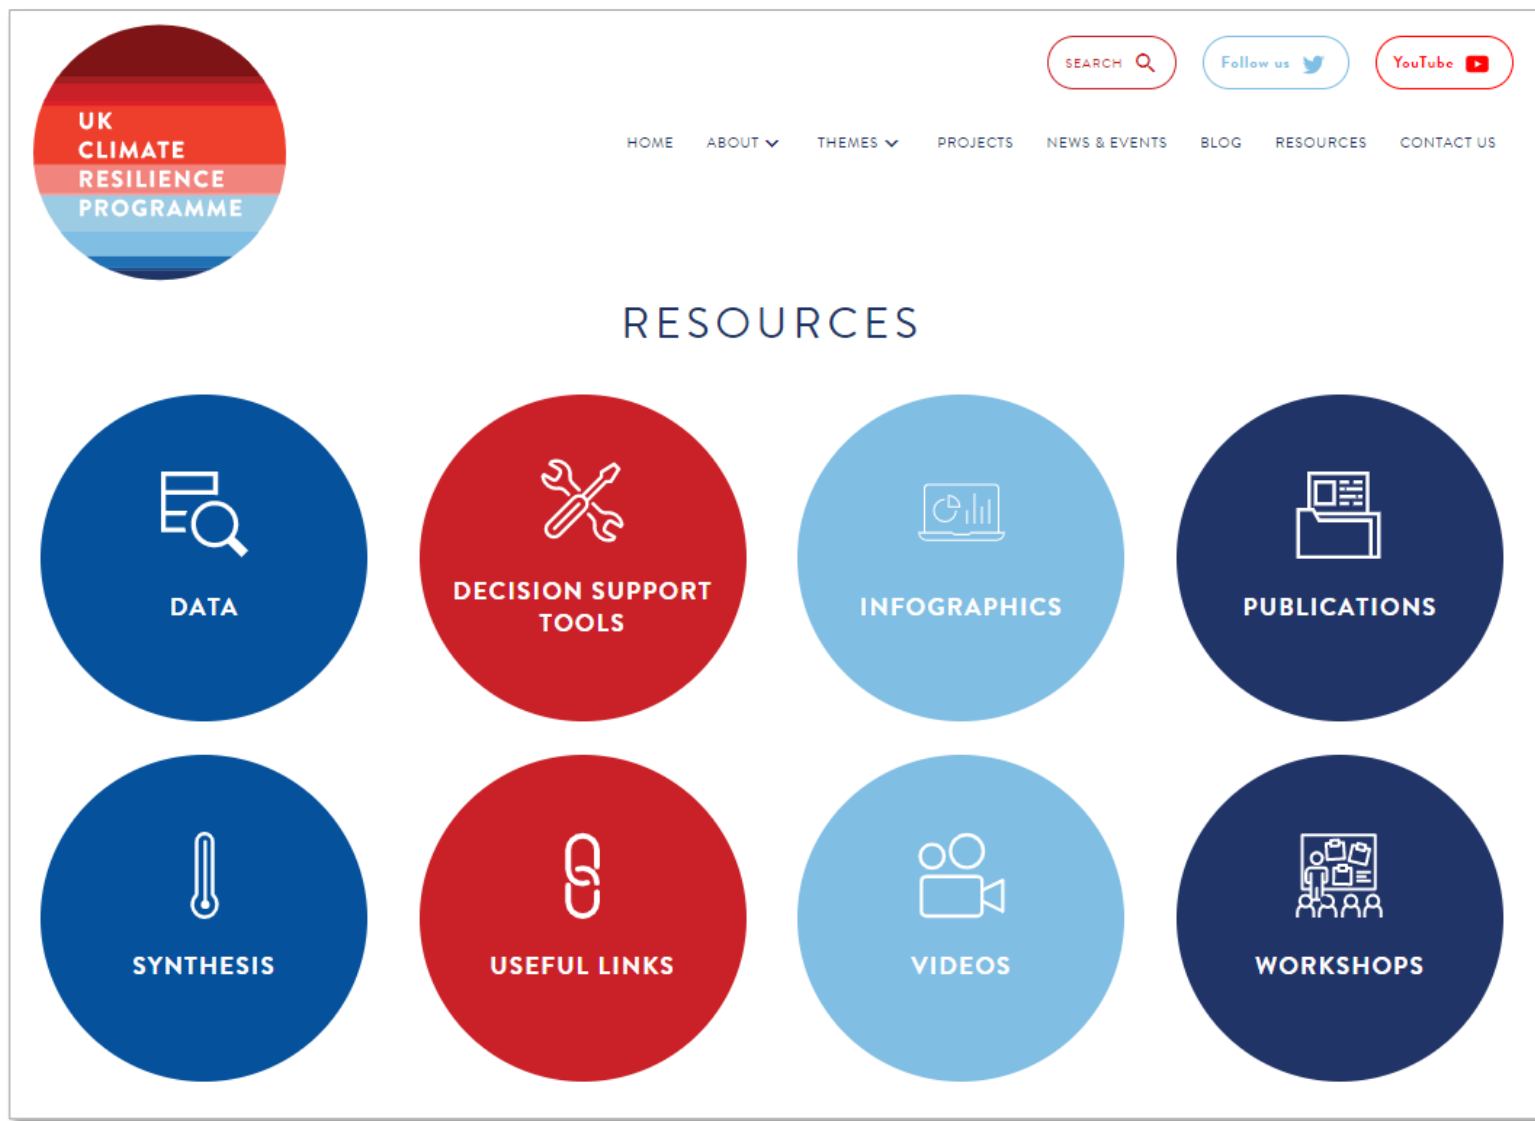 UK
CLIMATE
RESILIENCE
PROGRAMME
SEARCH
Follow us
YouTube
HOME ABOUT THEMES PROJECTS NEWS & EVENTS BLOG RESOURCES CONTACT US
RESOURCES
DATA
DECISION SUPPORT
TOOLS
INFOGRAPHICS
PUBLICATIONS
SYNTHESIS
USEFUL LINKS
VIDEOS
WORKSHOPS